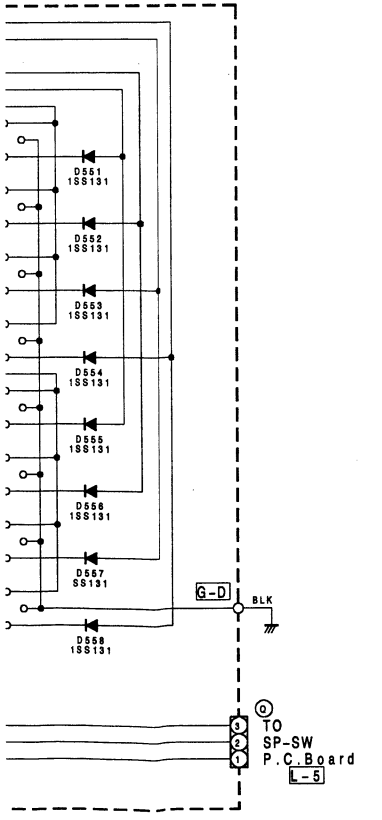 D551
1SS131
D552
1SS131
D553
1SS131
D554
1SS131
D555
1SS131
D556
1SS131
D557
SS131
G-D
BLK
D558
1SS131
Q
3 TO
2 SP-SW
1 P.C.Board
L-5